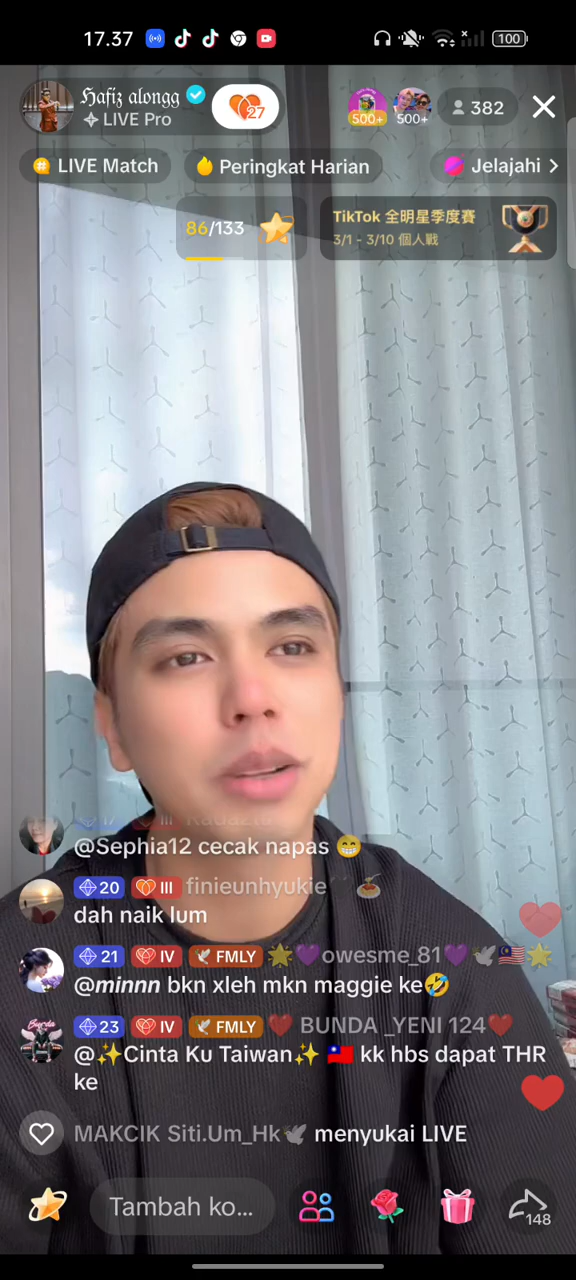 17.37
100
Hafiz alongg
LIVE Pro
27
500+
500+
382
LIVE Match
Peringkat Harian
Jelajahi
86/133
TikTok 全明星季度賽
3/1 - 3/10 個人戰
III
@Sephia12 cecak napas 😁
20 III finieunhyukie
dah naik lum
21 IV FMLY 🌟💜owesme_81💜🕊️🇲🇾🌟
@minnn bkn xleh mkn maggie ke🤣
23 IV FMLY ❤️ BUNDA _YENI 124❤️
@✨Cinta Ku Taiwan✨ 🇹🇼 kk hbs dapat THR
ke
MAKCIK Siti.Um_Hk🕊️ menyukai LIVE
Tambah ko...
148